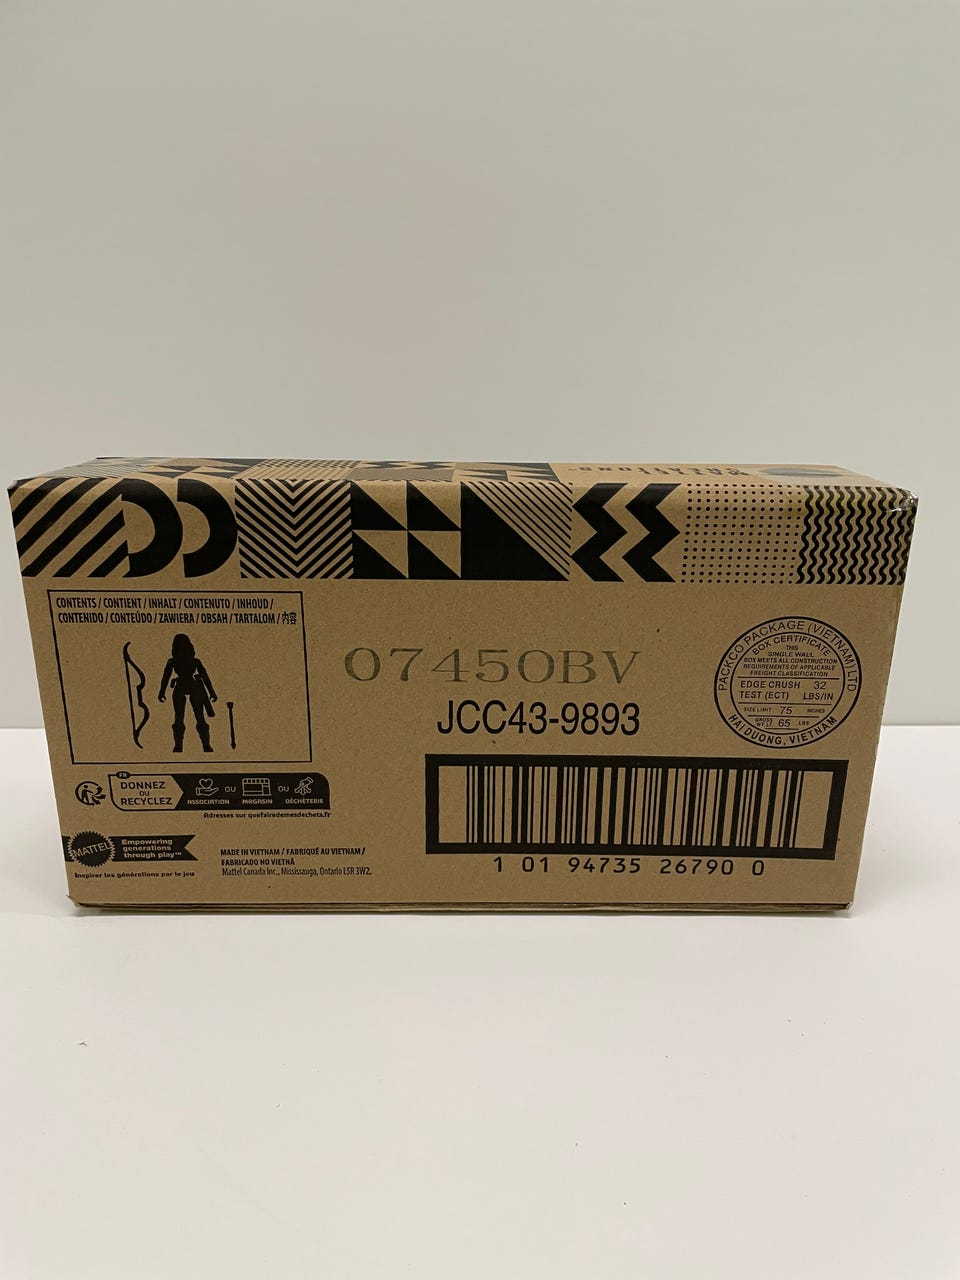 CREATIONS™
CONTENTS / CONTIENT / INHALT / CONTENUTO / INHOUD /
CONTENIDO / CONTEÚDO / ZAWIERA / OBSAH / TARTALOM / 内容
07450BV
JCC43-9893
PACKCO PACKAGE (VIETNAM) LTD
BOX CERTIFICATE
THIS
SINGLE WALL
BOX MEETS ALL CONSTRUCTION
REQUIREMENTS OF APPLICABLE
FREIGHT CLASSIFICATION
EDGE CRUSH 32
TEST (ECT) LBS/IN
SIZE LIMIT 75 INCHES
GROSS WT LT 65 LBS
HAI DUONG, VIETNAM
FR
DONNEZ
OU
RECYCLEZ
ASSOCIATION OU MAGASIN OU DÉCHÈTERIE
Adresses sur quefairedemesdechets.fr
MATTEL
Empowering
generations
through play™
Inspirer les générations par le jeu
MADE IN VIETNAM / FABRIQUÉ AU VIETNAM /
FABRICADO NO VIETNÃ
Mattel Canada Inc., Mississauga, Ontario L5R 3W2.
1 01 94735 26790 0